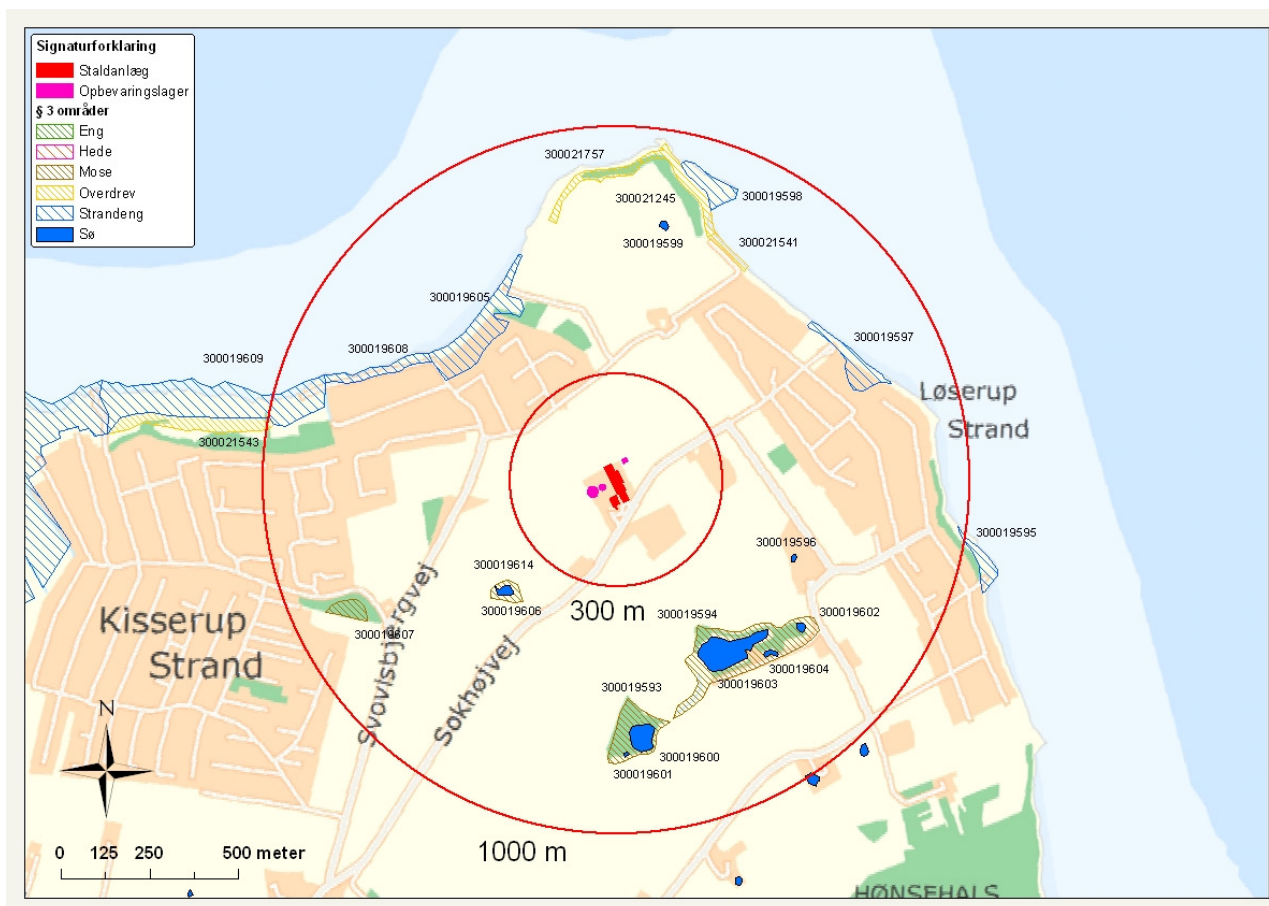 Signaturforklaring
Staldanlæg
Opbevaringslager
§ 3 områder
Eng
Hede
Mose
Overdrev
Strandeng
Sø
300021757
300021245
300019598
300019599
300021541
300019605
300019597
300019608
300019609
Løserup
Strand
300021543
300019595
300019596
300019614
300019606
300 m
300019594
300019602
300019607
Kisserup
Strand
Svovisbjergvej
Sokhøjvej
300019604
300019603
300019593
N
300019600
300019601
0 125 250 500 meter
1000 m
HØNSEHALS